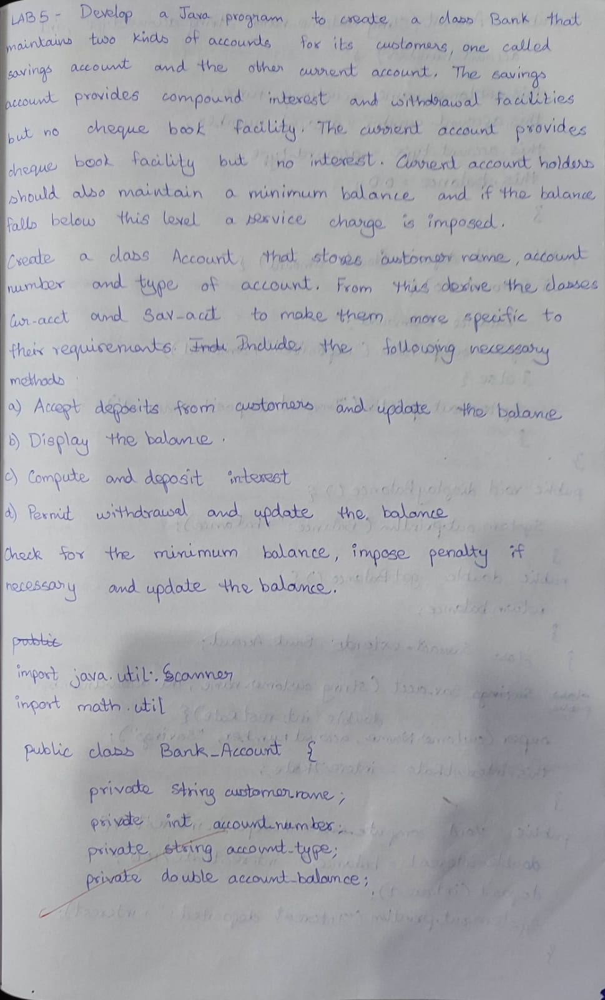 LAB 5 - Develop a Java program to create a class Bank that
maintains two kinds of accounts for its customers, one called
savings account and the other current account. The savings
account provides compound interest and withdrawal facilities
but no cheque book facility. The current account provides
cheque book facility but no interest. Current account holders
should also maintain a minimum balance and if the balance
falls below this level a service charge is imposed.
Create a class Account that stores customer name, account
number and type of account. From this derive the classes
Cur-acct and Sav-acct to make them more specific to
their requirements. Inclu Include the following necessary
methods
a) Accept deposits from customers and update the balance
b) Display the balance.
c) Compute and deposit interest
d) Permit withdrawal and update the balance
Check for the minimum balance, impose penalty if
necessary and update the balance.
public
import java.util.Scanner
inport math.util
public class Bank_Account {
private string customername;
private int account_number;
private string account_type;
private double account_balance;